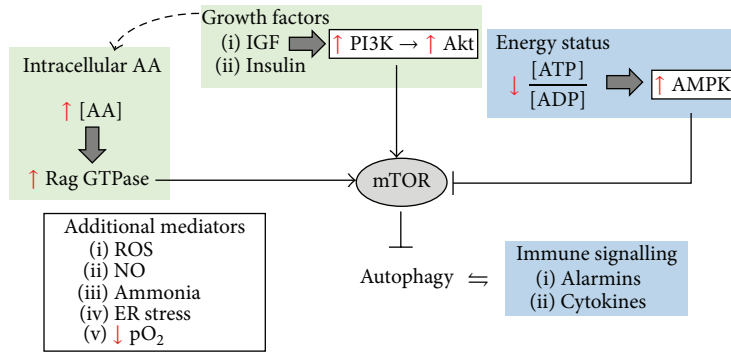 Growth factors
(i) IGF
(ii) Insulin
↑ PI3K → ↑ Akt
Energy status
↓ [ATP]
[ADP]
↑ AMPK
Intracellular AA
↑ [AA]
↑ Rag GTPase
mTOR
Additional mediators
(i) ROS
(ii) NO
(iii) Ammonia
(iv) ER stress
(v) ↓ pO₂
Autophagy ⇋
Immune signalling
(i) Alarmins
(ii) Cytokines